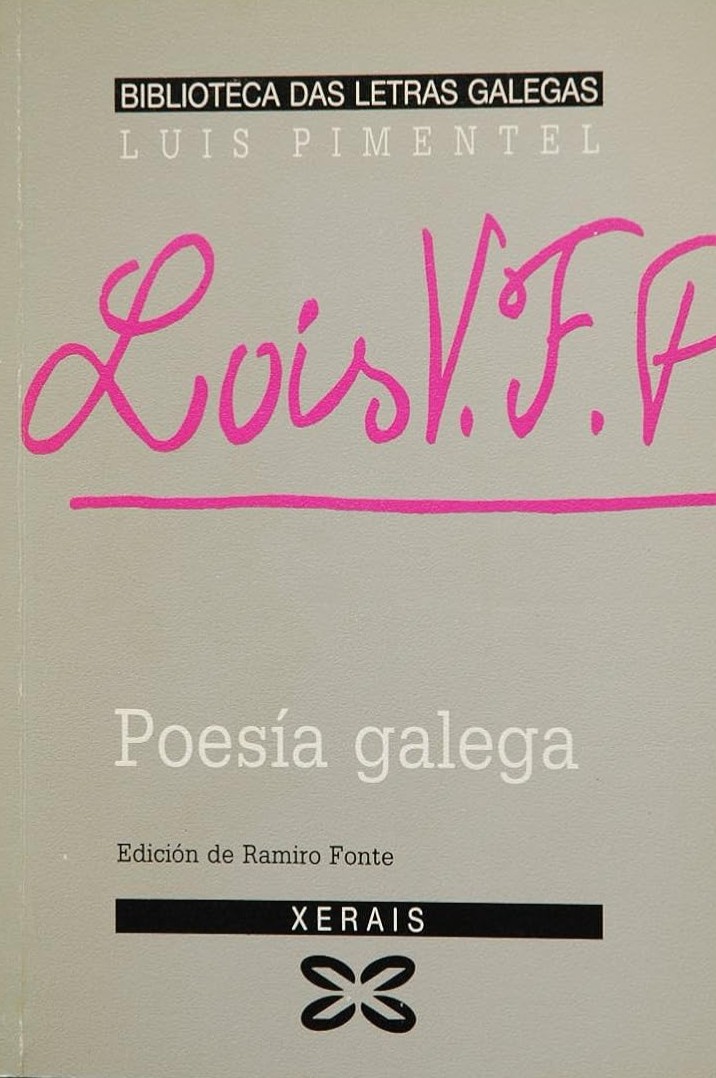 BIBLIOTECA DAS LETRAS GALEGAS
LUIS PIMENTEL
Lois V. F. P
Poesía galega
Edición de Ramiro Fonte
XERAIS